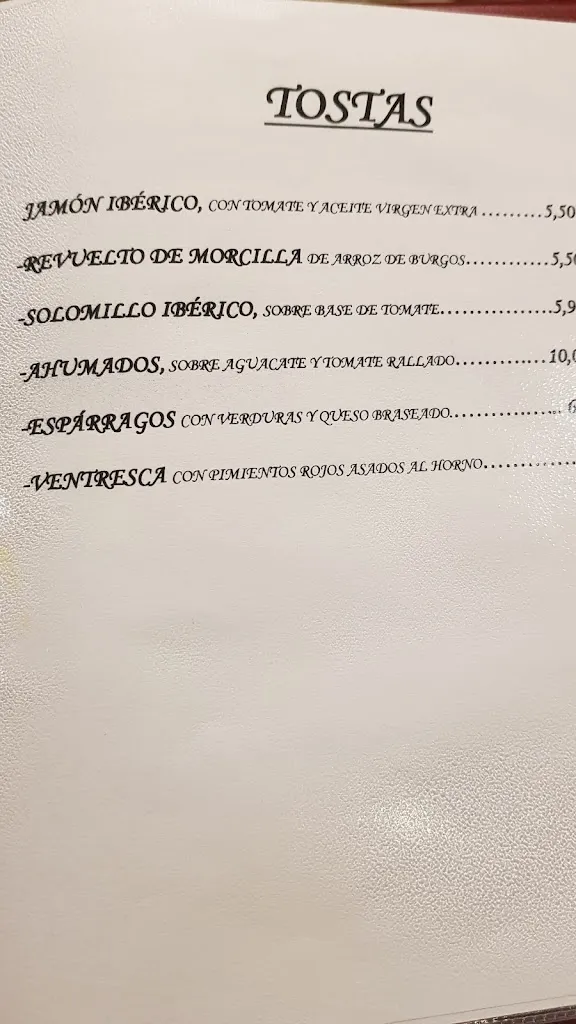 TOSTAS
JAMÓN IBÉRICO, CON TOMATE Y ACEITE VIRGEN EXTRA .........5,50
-REVUELTO DE MORCILLA DE ARROZ DE BURGOS............5,5
-SOLOMILLO IBÉRICO, SOBRE BASE DE TOMATE................5,9
-AHUMADOS, SOBRE AGUACATE Y TOMATE RALLADO.............10,
-ESPÁRRAGOS CON VERDURAS Y QUESO BRASEADO...............
-VENTRESCA CON PIMIENTOS ROJOS ASADOS AL HORNO.............